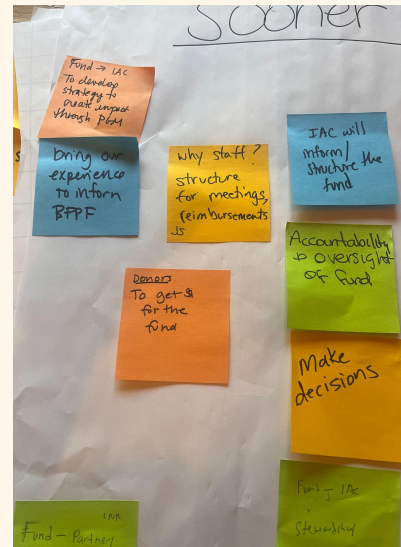 Sooner
Fund → IAC
To develop
strategy to
create impact
through PGM
bring our
experience
to inform
BFPF
why staff?
structure
for meetings,
reimbursements
IAC will
inform/
structure the
fund
Accountability
& oversight
of fund
Donors
To get $
for the
fund
Make
decisions
Fund - IAC
Stewardship
Fund - Partner